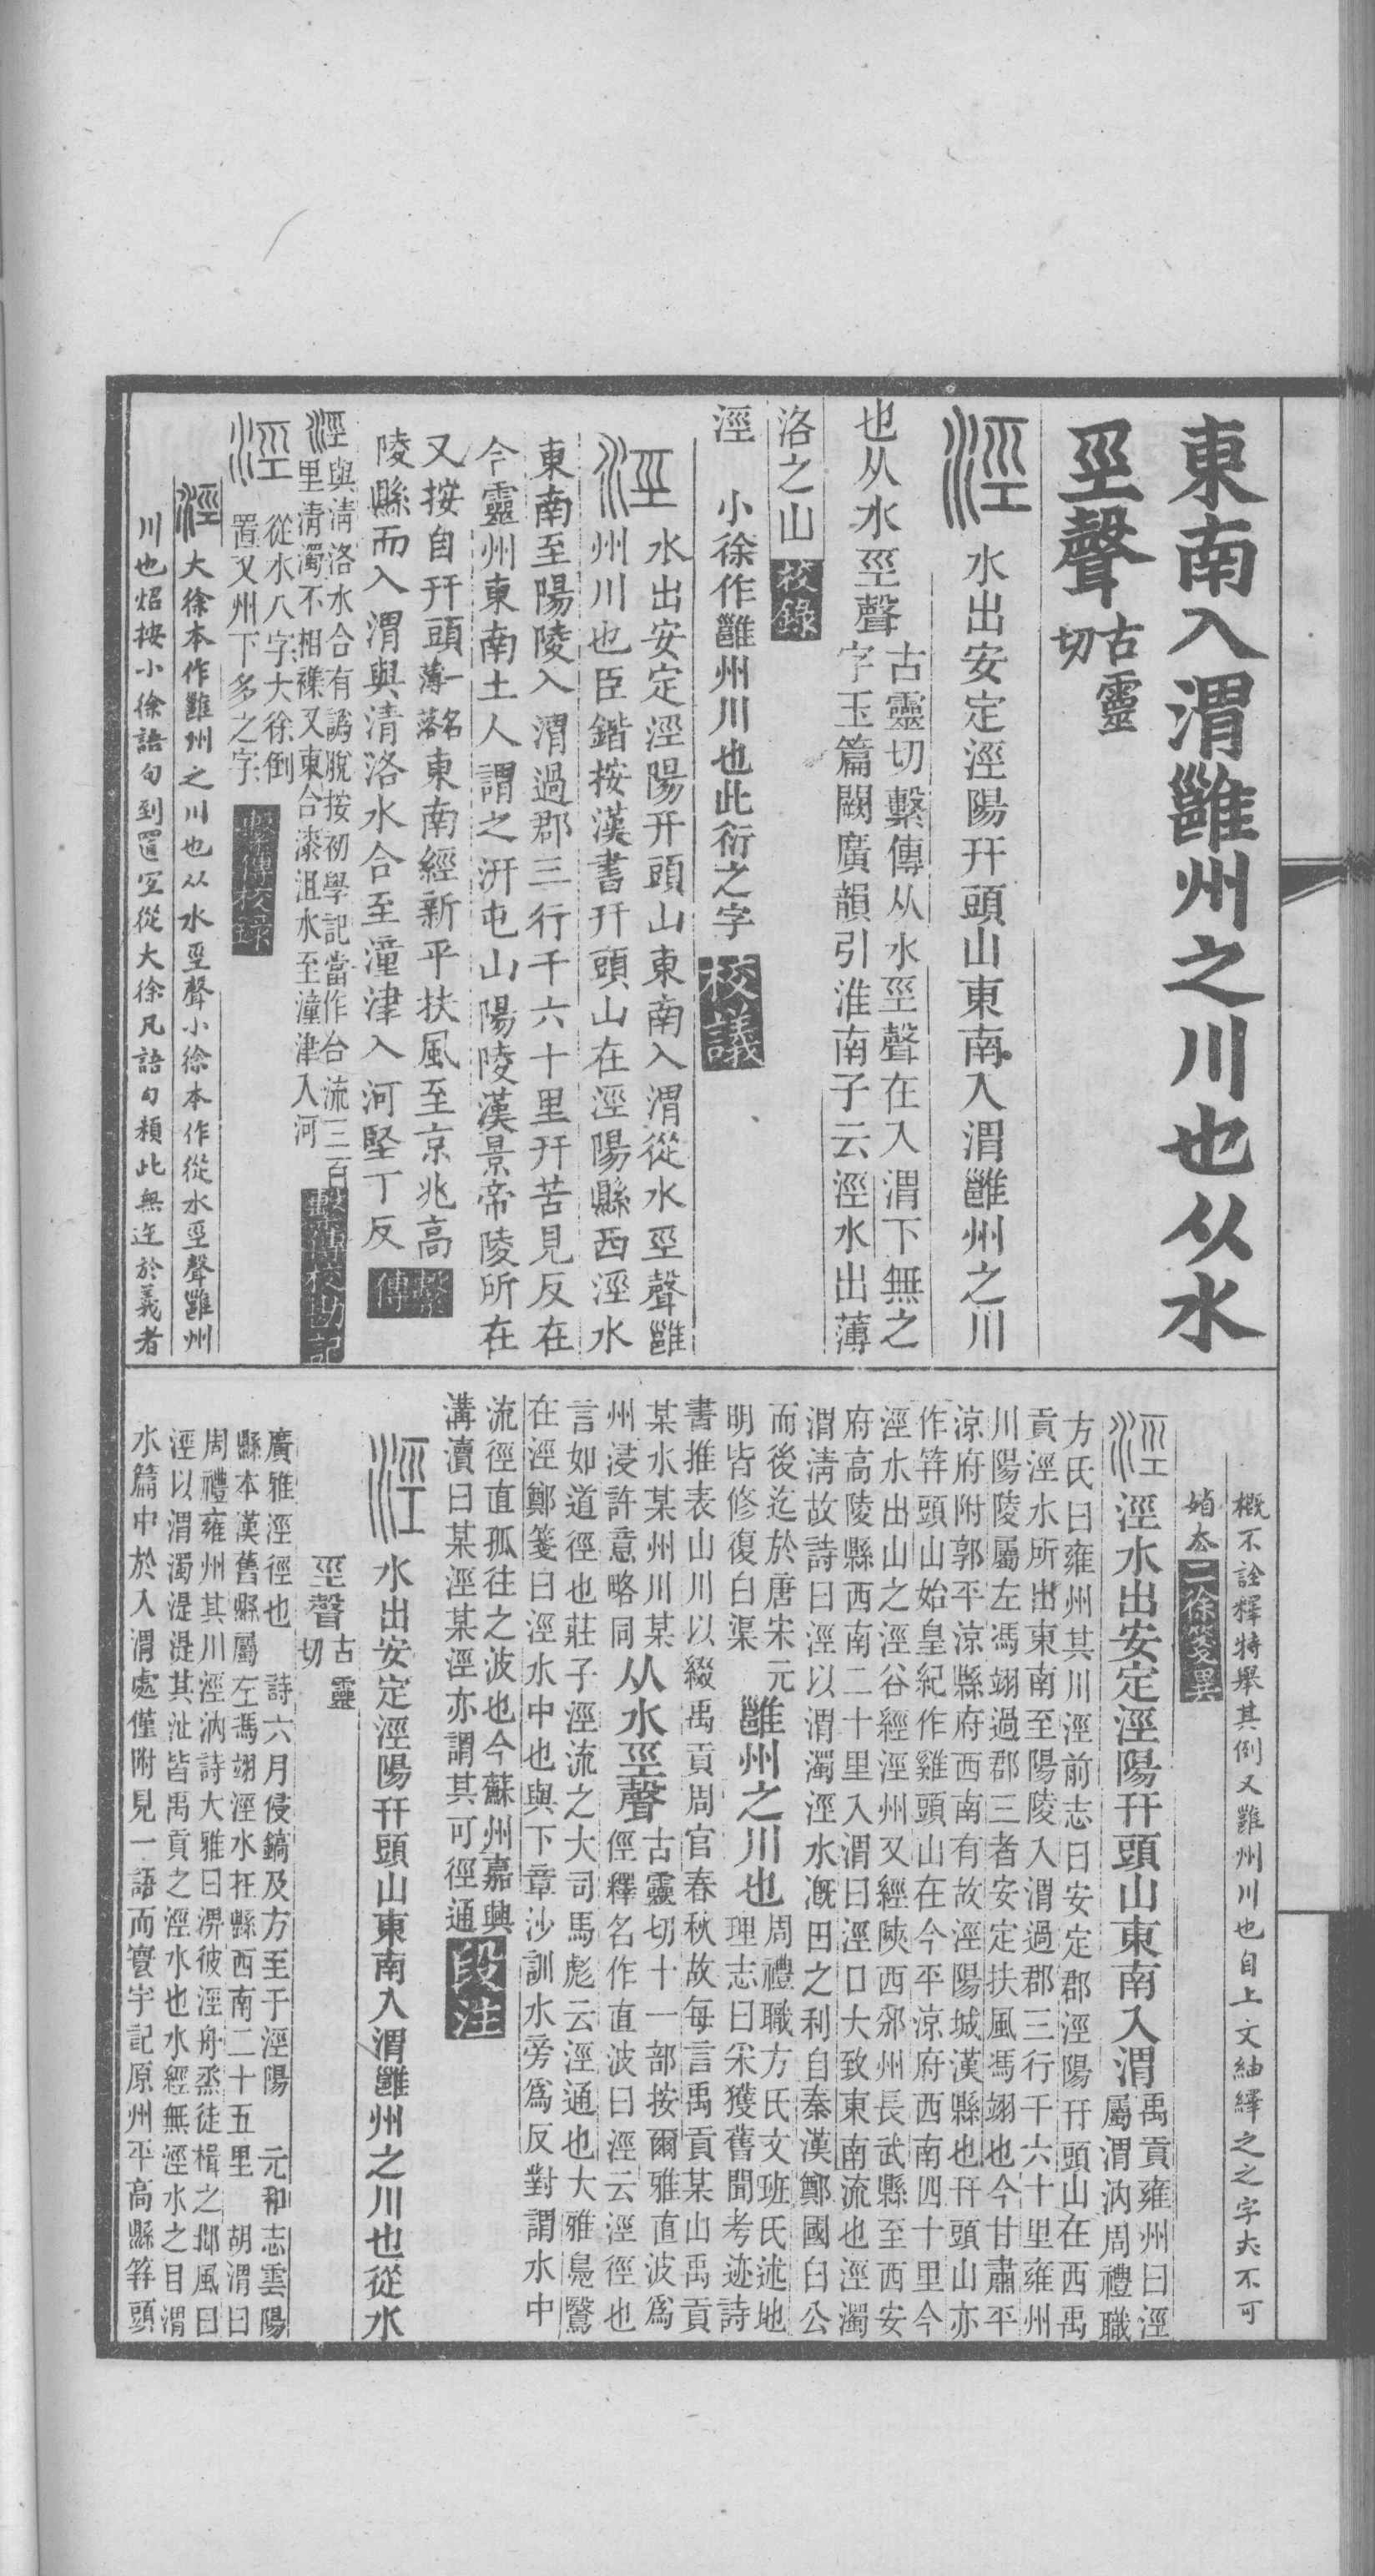 東南入渭雝州之川也从水
巠聲古靈
切
涇
水出安定涇陽幵頭山東南入渭雝州之川
也从水巠聲古靈切繫傳从水巠聲在入渭下無之
字玉篇闕廣韻引淮南子云涇水出薄
洛之山校錄
涇 小徐作雝州川也此衍之字校議
涇水出安定涇陽幵頭山東南入渭從水巠聲雝
州川也臣鍇按漢書幵頭山在涇陽縣西涇水
東南至陽陵入渭過郡三行千六十里幵苦見反在
今靈州東南土人謂之汧屯山陽陵漢景帝陵所在
又按自幵頭一名
薄落東南經新平扶風至京兆高
陵縣而入渭與清洛水合至潼津入河堅丁反繫
傳
涇與清洛水合有譌脫按初學記當作合流三百
里清濁不相襍又東合漆沮水至潼津入河繫傳校勘記
涇
從水八字大徐倒
置又州下多之字繫傳校錄
涇大徐本作雝州之川也从水巠聲小徐本作從水巠聲雝州
川也炤按小徐語句到置宜從大徐凡語句類此無迕於義者
概不詮釋特舉其例又雝州川也自上文紬繹之之字夫不可
媘去二徐箋異
涇涇水出安定涇陽幵頭山東南入渭禹貢雍州曰涇
屬渭汭周禮職
方氏曰雍州其川涇前志曰安定郡涇陽幵頭山在西禹
貢涇水所出東南至陽陵入渭過郡三行千六十里雍州
川陽陵屬左馮翊過郡三者安定扶風馮翊也今甘肅平
涼府附郭平涼縣府西南有故涇陽城漢縣也幵頭山亦
作笄頭山始皇紀作雞頭山在今平涼府西南四十里今
涇水出山之涇谷經涇州又經陝西邠州長武縣至西安
府高陵縣西南二十里入渭曰涇口大致東南流也涇濁
渭清故詩曰涇以渭濁涇水溉田之利自秦漢鄭國白公
而後迄於唐宋元
明皆修復白渠雝州之川也周禮職方氏文班氏述地
理志曰釆獲舊聞考迹詩
書推表山川以綴禹貢周官春秋故每言禹貢某山禹貢
某水某州川某
州浸許意略同从水巠聲古靈切十一部按爾雅直波爲
俓釋名作直波曰涇云涇徑也
言如道徑也莊子涇流之大司馬彪云涇通也大雅鳧鷖
在涇鄭箋曰涇水中也與下章沙訓水旁爲反對謂水中
流徑直孤往之波也今蘇州嘉興
溝瀆曰某涇某涇亦謂其可徑通段注
涇
水出安定涇陽幵頭山東南入渭雝州之川也從水
巠聲古靈
切
廣雅涇徑也 詩六月侵鎬及方至于涇陽 元和志雲陽
縣本漢舊縣屬左馮翊涇水在縣西南二十五里 胡渭曰
周禮雍州其川涇汭詩大雅曰淠彼涇舟烝徒楫之邶風曰
涇以渭濁湜湜其沚皆禹貢之涇水也水經無涇水之目渭
水篇中於入渭處僅附見一語而寰宇記原州平高縣笄頭